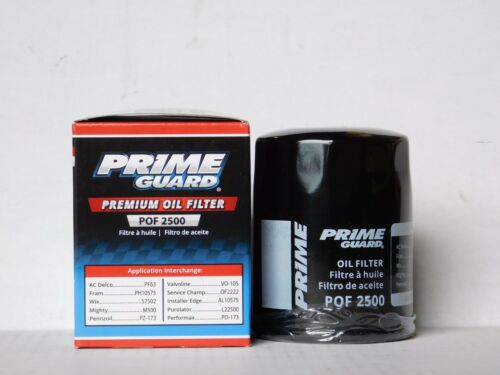 PRIME
GUARD®
PREMIUM OIL FILTER
POF 2500
Filtre à huile | Filtro de aceite
Application Interchange:
AC Delco PF63
Fram PH10575
Wix 57502
Mighty M500
Pennzoil PZ-173
Valvoline VO-105
Service Champ OF2222
Installer Edge AL10575
Purolator L22500
Performax PO-173
PRIME
PRIME
GUARD®
OIL FILTER
Filtre à huile
Filtro de aceite
POF 2500